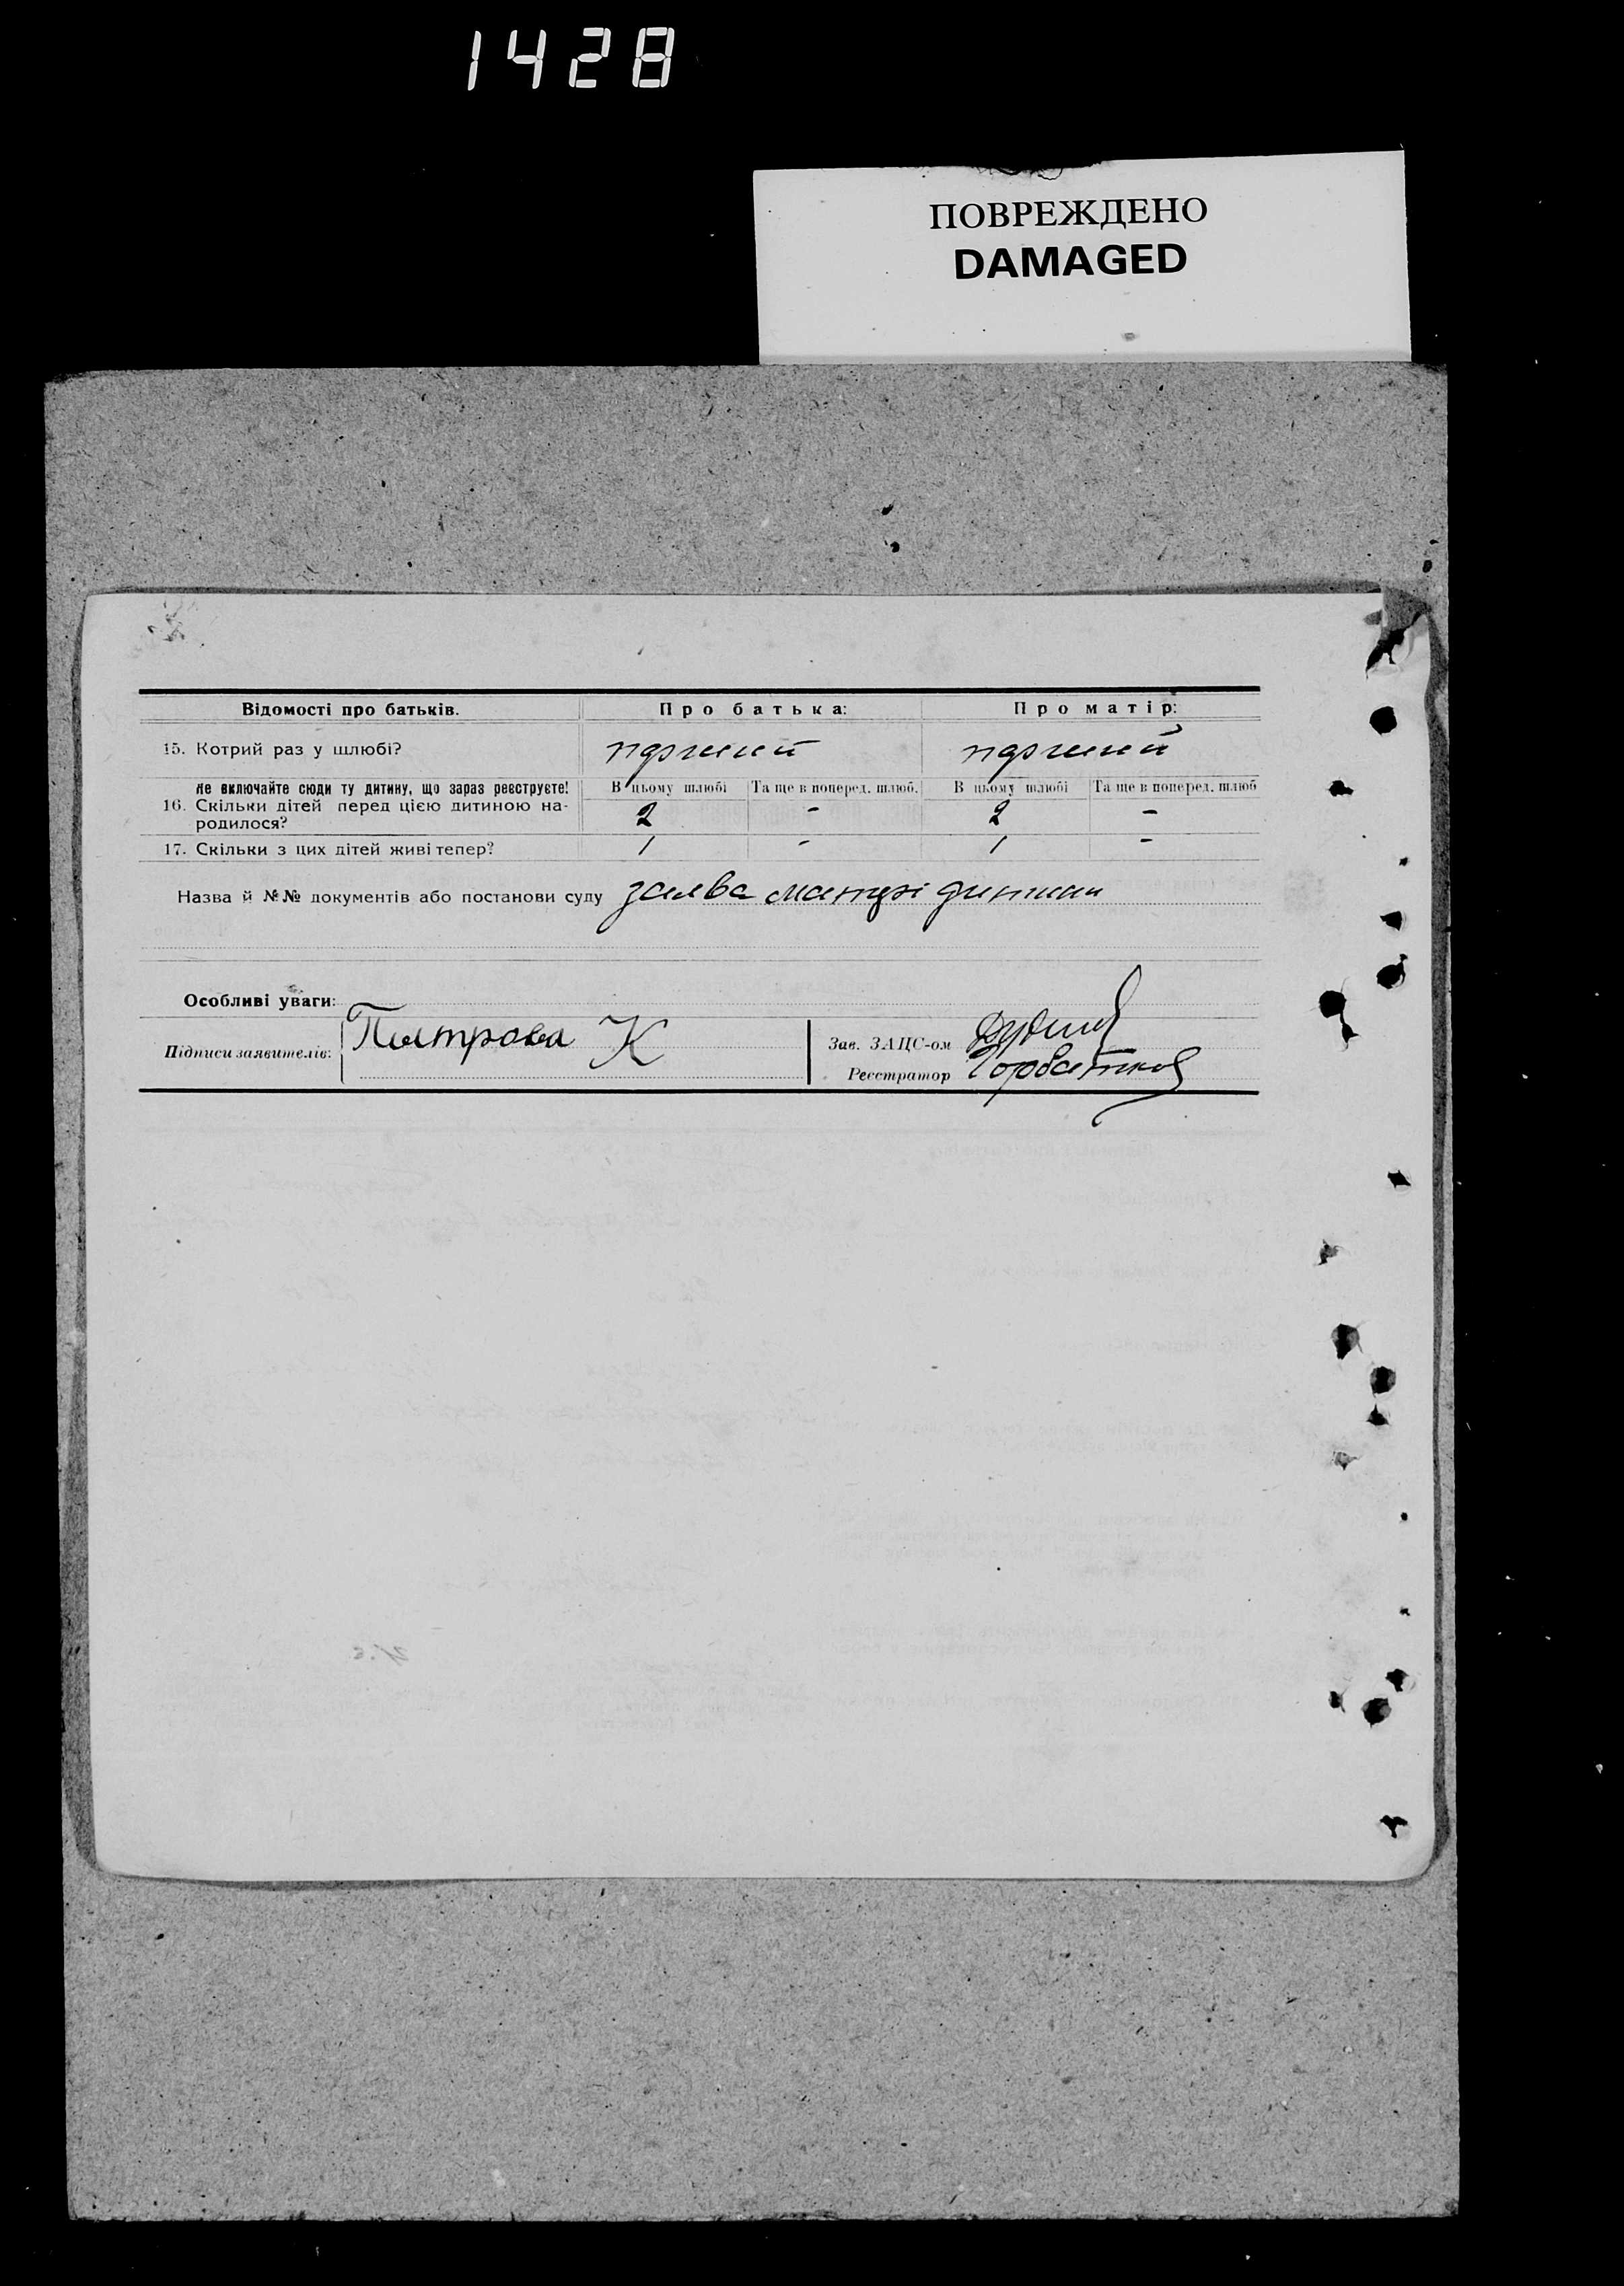 1428
ПОВРЕЖДЕНО
DAMAGED
Відомості про батьків. Про батька: Про матір:
15. Котрий раз у шлюбі? перший перший
Не включайте сюди ту дитину, що зараз реєструєте! В цьому шлюбі Та ще в поперед. шлюб. В цьому шлюбі Та ще в поперед. шлюб
16. Скільки дітей перед цією дитиною на-
родилося? 2 - 2 -
17. Скільки з цих дітей живі тепер? 1 - 1 -
Назва й №№ документів або постанови суду заява матері дитини
Особливі уваги:
Підписи заявителів: К
Зав. ЗАЦС-ом
Реєстратор